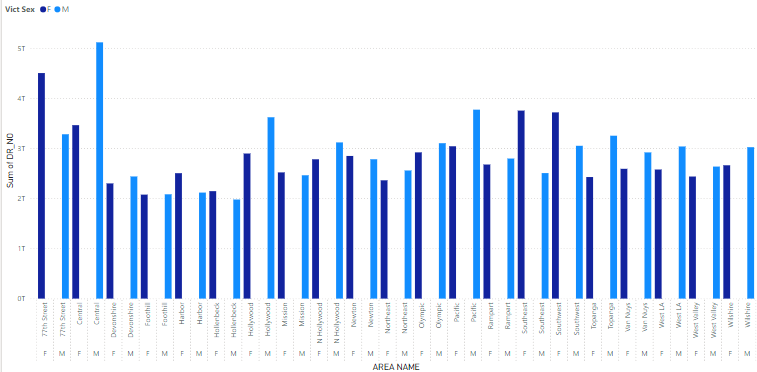 Vict Sex F M
5T
4T
3T
2T
1T
0T
Sum of DR_NO
77th Street
77th Street
Central
Central
Devonshire
Devonshire
Foothill
Foothill
Harbor
Harbor
Hollenbeck
Hollenbeck
Hollywood
Hollywood
Mission
Mission
N Hollywood
N Hollywood
Newton
Newton
Northeast
Northeast
Olympic
Olympic
Pacific
Pacific
Rampart
Rampart
Southeast
Southeast
Southwest
Southwest
Topanga
Topanga
Van Nuys
Van Nuys
West LA
West LA
West Valley
West Valley
Wilshire
Wilshire
F M F M F M F M F M F M F M F M F M F M F M F M F M F M F M F M F M F M F M F M F M
AREA NAME